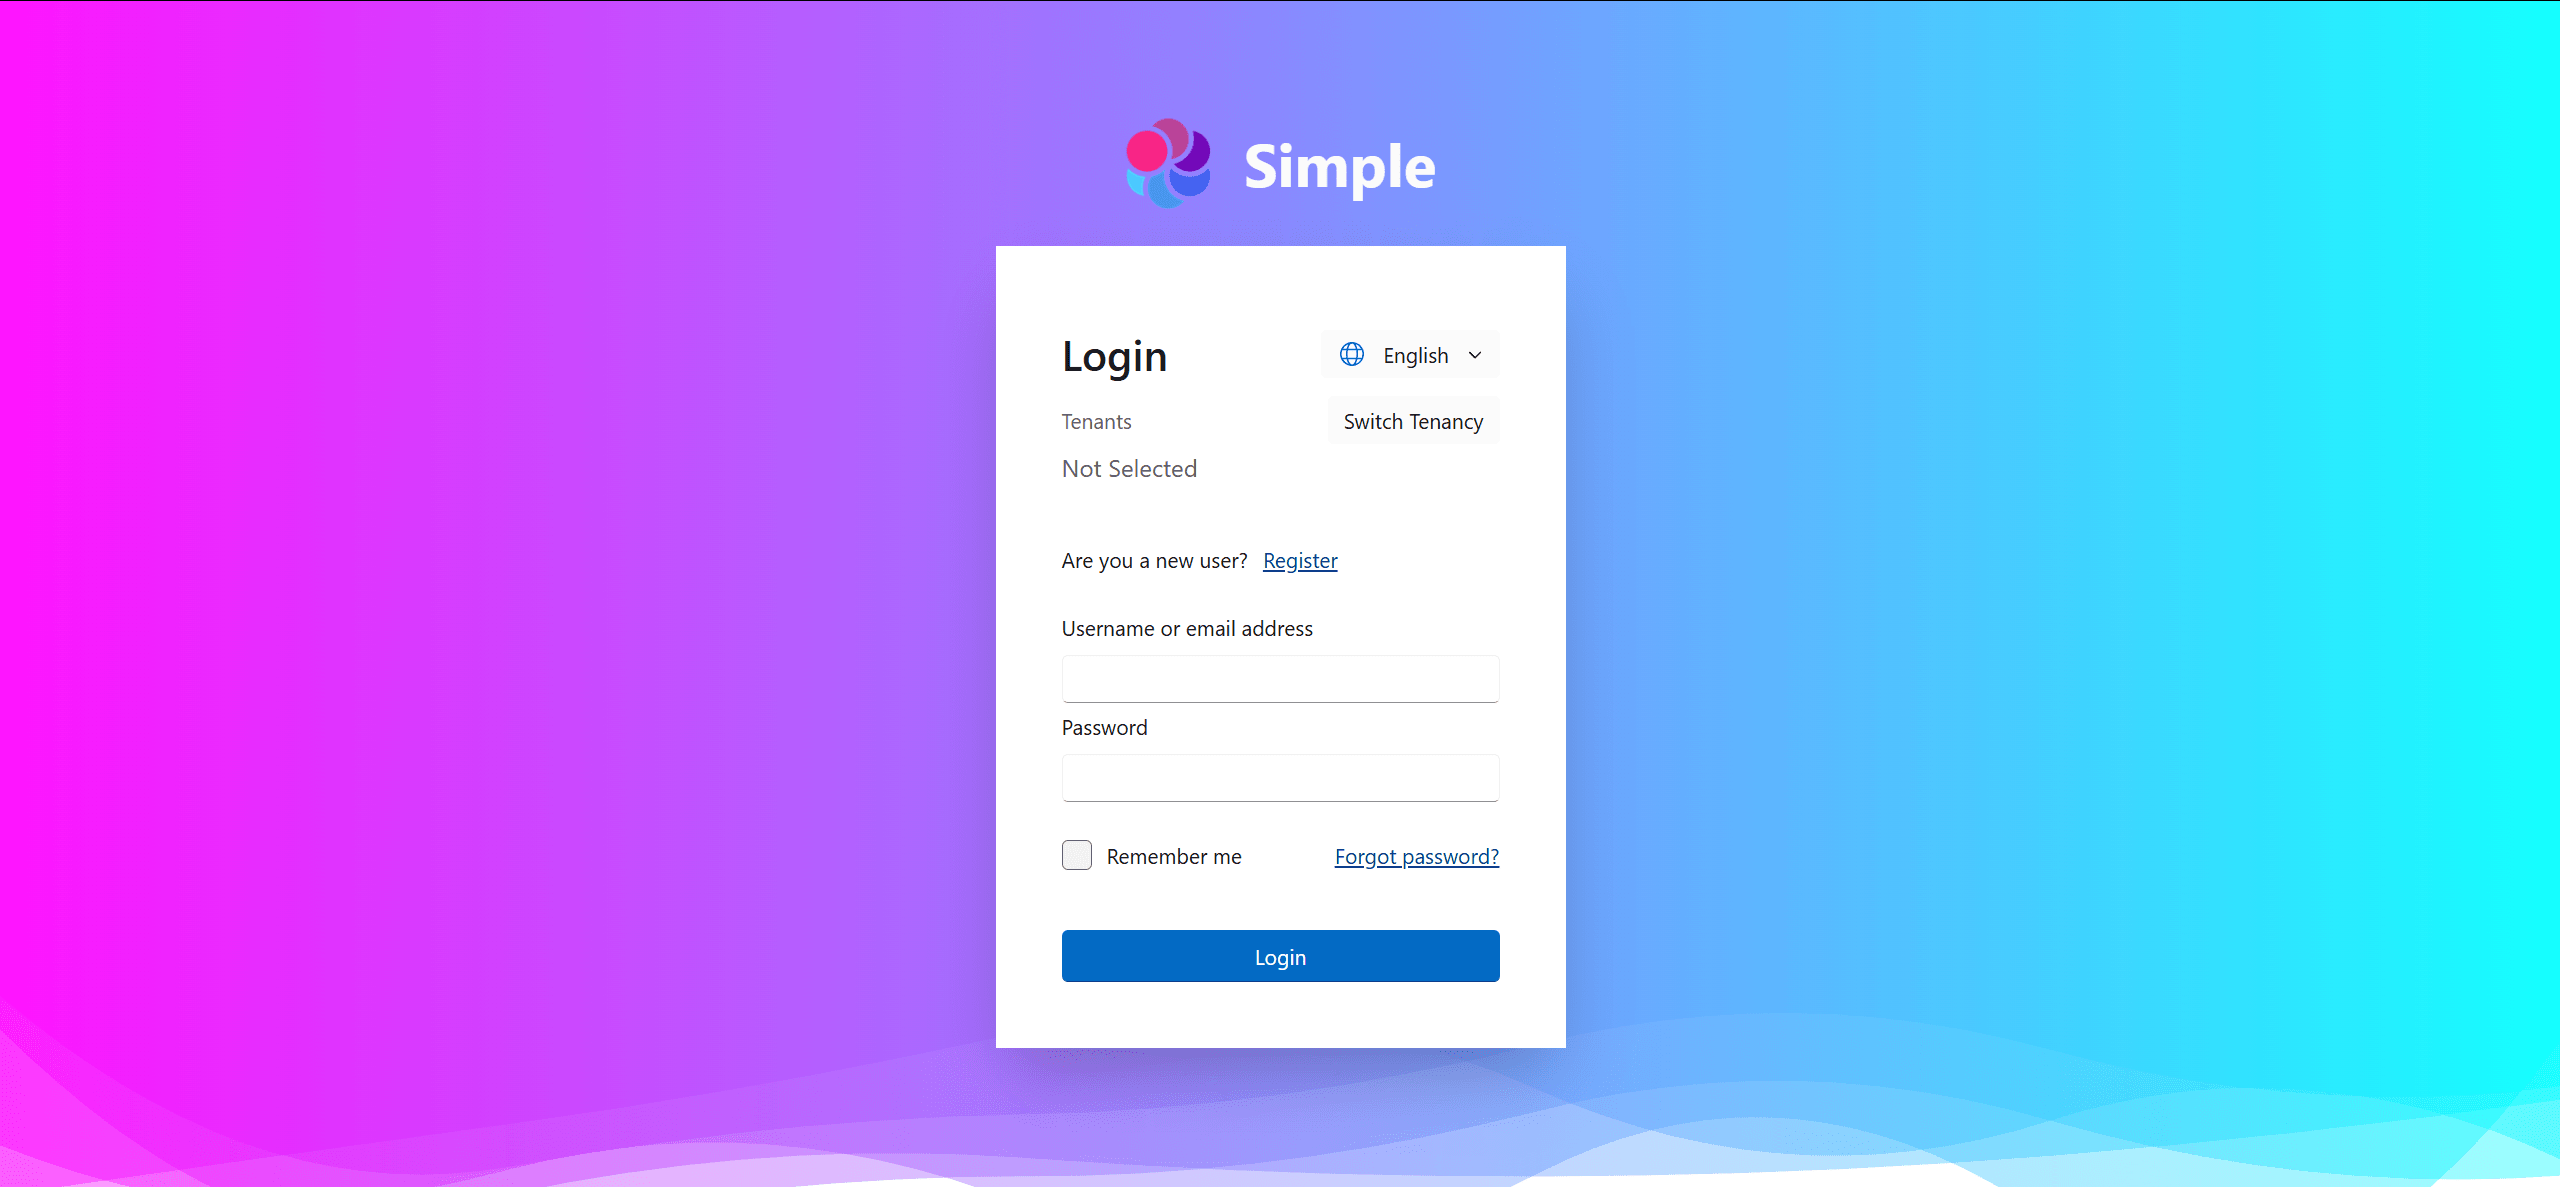 Simple
Login
English
Tenants
Switch Tenancy
Not Selected
Are you a new user? Register
Username or email address
Password
Remember me
Forgot password?
Login